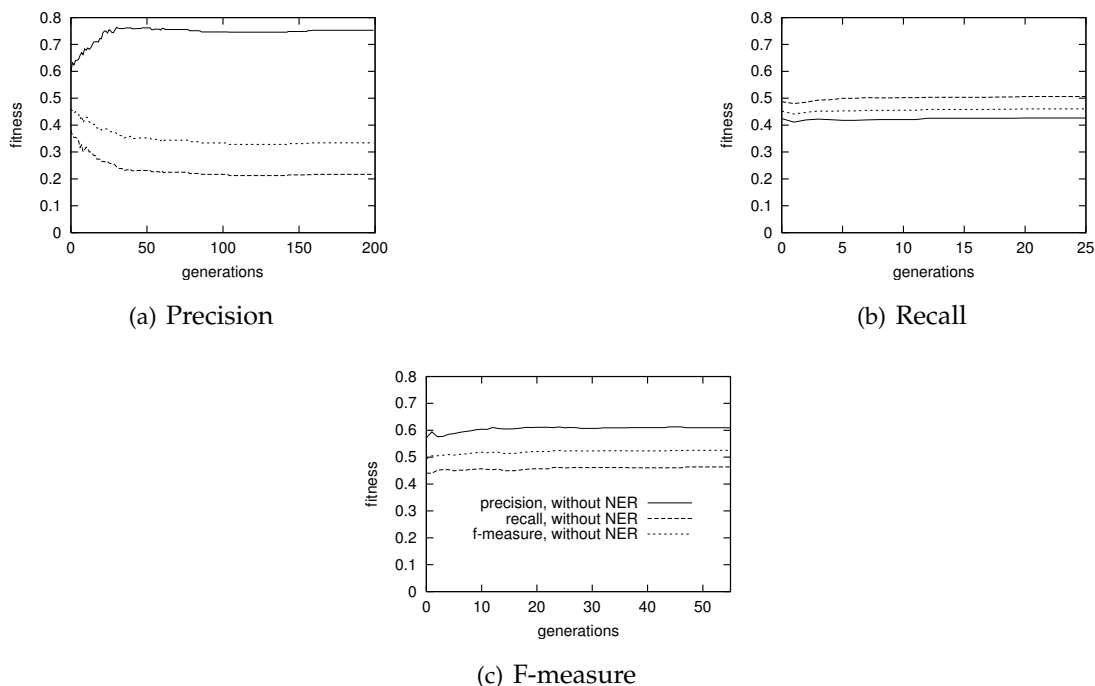 0.8
0.7
0.6
0.5
0.4
0.3
0.2
0.1
0
fitness
0 50 100 150 200
generations
(a) Precision
0.8
0.7
0.6
0.5
0.4
0.3
0.2
0.1
0
fitness
0 5 10 15 20 25
generations
(b) Recall
0.8
0.7
0.6
0.5
0.4
0.3
0.2
0.1
0
fitness
precision, without NER
recall, without NER
f-measure, without NER
0 10 20 30 40 50
generations
(c) F-measure